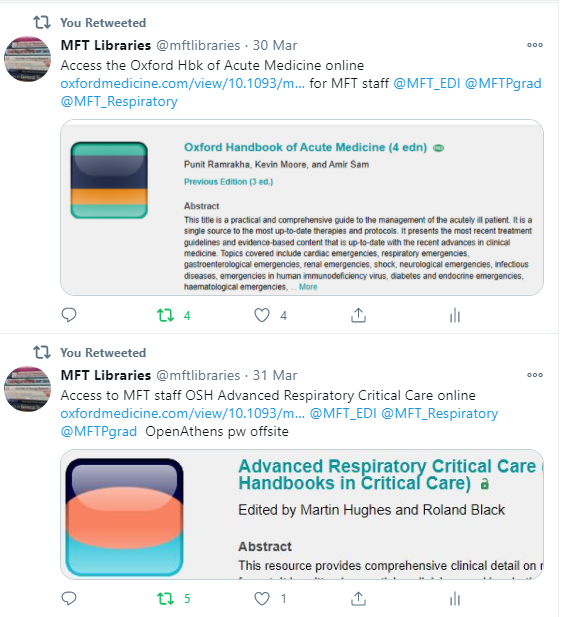 You Retweeted
MFT Libraries @mftlibraries · 30 Mar
Access the Oxford Hbk of Acute Medicine online
oxfordmedicine.com/view/10.1093/m... for MFT staff @MFT_EDI @MFTPgrad
@MFT_Respiratory
Oxford Handbook of Acute Medicine (4 edn)
Punit Ramrakha, Kevin Moore, and Amir Sam
Previous Edition (3 ed.)
Abstract
This title is a practical and comprehensive guide to the management of the acutely ill patient. It is a
single source to the most up-to-date therapies and protocols. It presents the most recent treatment
guidelines and evidence-based content that is up-to-date with the recent advances in clinical
medicine. Topics covered include cardiac emergencies, respiratory emergencies,
gastroenterological emergencies, renal emergencies, shock, neurological emergencies, infectious
diseases, emergencies in human immunodeficiency virus, diabetes and endocrine emergencies,
haematological emergencies, ... More
4 4
You Retweeted
MFT Libraries @mftlibraries · 31 Mar
Access to MFT staff OSH Advanced Respiratory Critical Care online
oxfordmedicine.com/view/10.1093/m... @MFT_EDI @MFT_Respiratory
@MFTPgrad OpenAthens pw offsite
Advanced Respiratory Critical Care (
Handbooks in Critical Care)
Edited by Martin Hughes and Roland Black
Abstract
This resource provides comprehensive clinical detail on
5 1